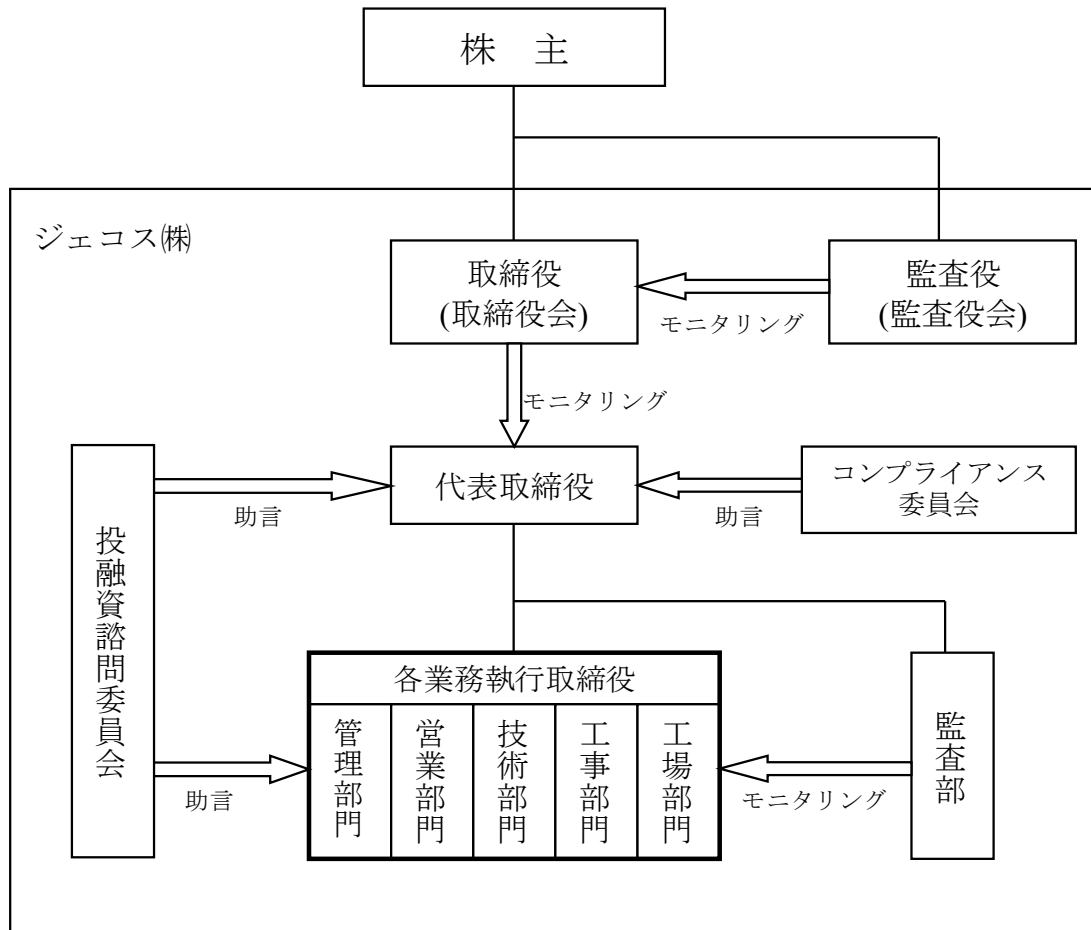 株　主
ジェコス㈱
取締役
(取締役会)
モニタリング
監査役
(監査役会)
モニタリング
代表取締役
コンプライアンス
委員会
助言
助言
投融資諮問委員会
各業務執行取締役
管理部門
営業部門
技術部門
工事部門
工場部門
監査部
助言
モニタリング